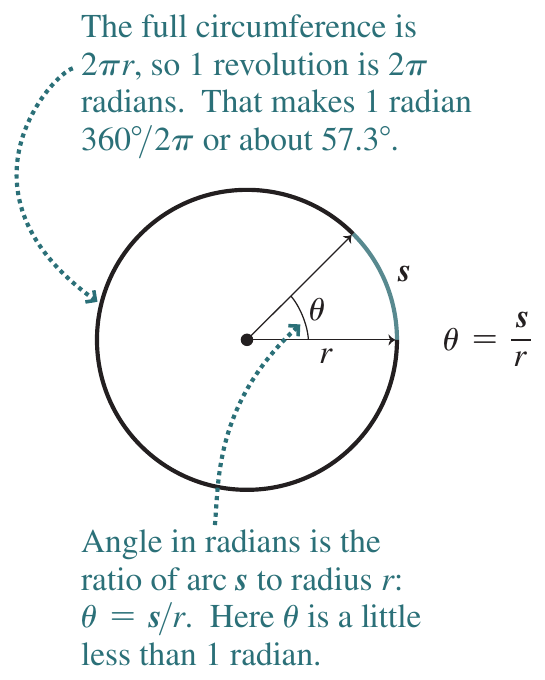 The full circumference is
2πr, so 1 revolution is 2π
radians. That makes 1 radian
360°/2π or about 57.3°.
s
θ
r
θ = s/r
Angle in radians is the
ratio of arc s to radius r:
θ = s/r. Here θ is a little
less than 1 radian.